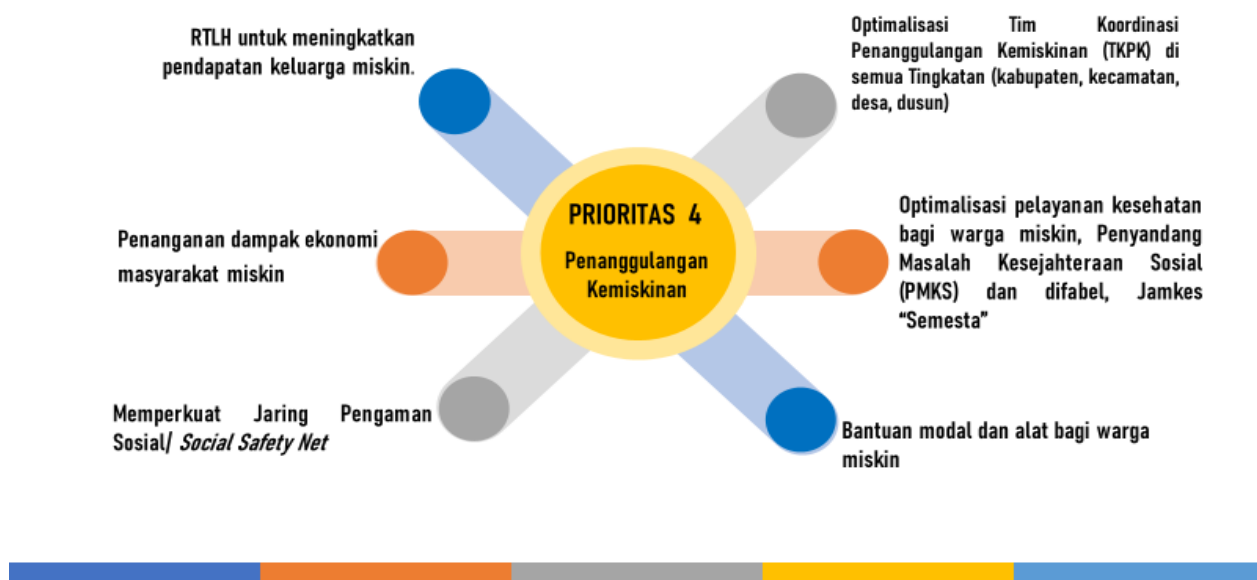 RTLH untuk meningkatkan
pendapatan keluarga miskin.
Optimalisasi Tim Koordinasi
Penanggulangan Kemiskinan (TKPK) di
semua Tingkatan (kabupaten, kecamatan,
desa, dusun)
PRIORITAS 4
Penanggulangan
Kemiskinan
Penanganan dampak ekonomi
masyarakat miskin
Optimalisasi pelayanan kesehatan
bagi warga miskin, Penyandang
Masalah Kesejahteraan Sosial
(PMKS) dan difabel, Jamkes
“Semesta”
Memperkuat Jaring Pengaman
Sosial/ Social Safety Net
Bantuan modal dan alat bagi warga
miskin